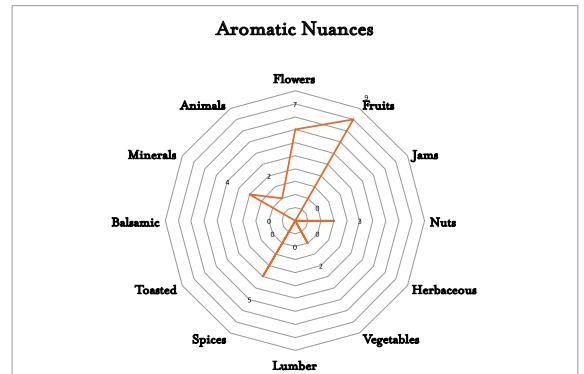 Aromatic Nuances
Flowers
9
Animals
Fruits
7
Minerals
Jams
2
4
0
Balsamic
0
3
Nuts
0
0
0
2
Toasted
Herbaceous
5
Spices
Vegetables
Lumber